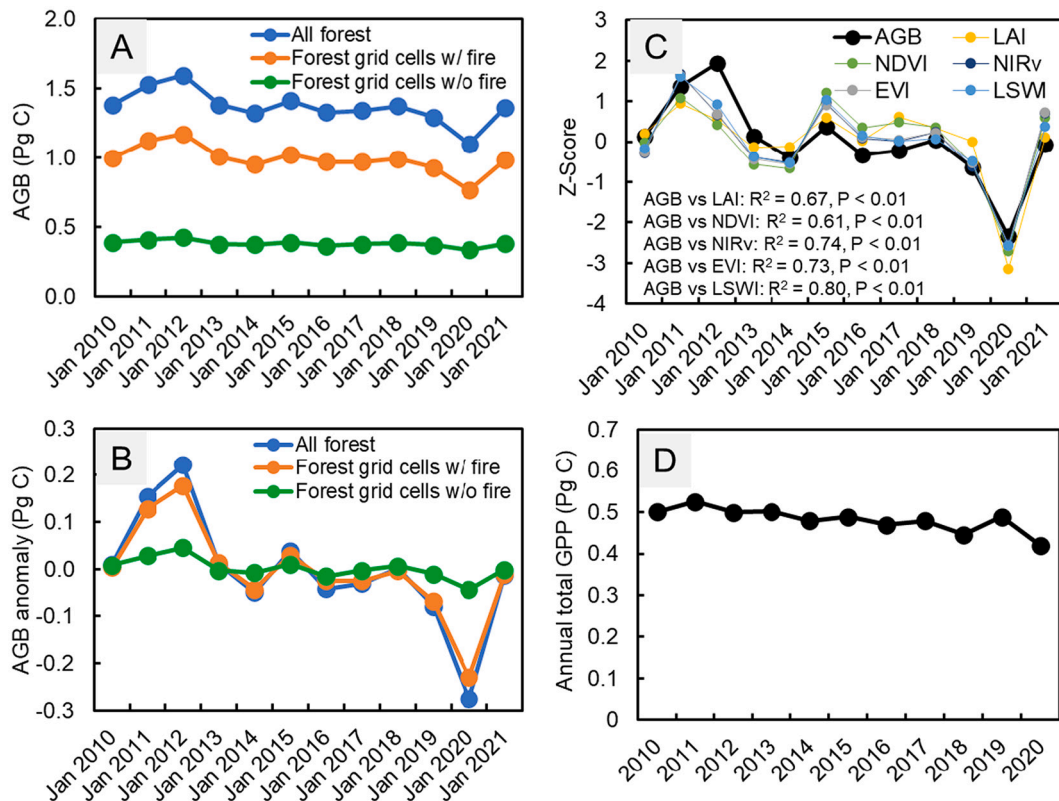 A
All forest
Forest grid cells w/ fire
Forest grid cells w/o fire
AGB (Pg C)
2.0
1.5
1.0
0.5
0.0
Jan 2010
Jan 2011
Jan 2012
Jan 2013
Jan 2014
Jan 2015
Jan 2016
Jan 2017
Jan 2018
Jan 2019
Jan 2020
Jan 2021
C
AGB
LAI
NDVI
NIRv
EVI
LSWI
Z-Score
3
2
1
0
-1
-2
-3
-4
AGB vs LAI: R² = 0.67, P < 0.01
AGB vs NDVI: R² = 0.61, P < 0.01
AGB vs NIRv: R² = 0.74, P < 0.01
AGB vs EVI: R² = 0.73, P < 0.01
AGB vs LSWI: R² = 0.80, P < 0.01
Jan 2010
Jan 2011
Jan 2012
Jan 2013
Jan 2014
Jan 2015
Jan 2016
Jan 2017
Jan 2018
Jan 2019
Jan 2020
Jan 2021
B
All forest
Forest grid cells w/ fire
Forest grid cells w/o fire
AGB anomaly (Pg C)
0.3
0.2
0.1
0.0
-0.1
-0.2
-0.3
Jan 2010
Jan 2011
Jan 2012
Jan 2013
Jan 2014
Jan 2015
Jan 2016
Jan 2017
Jan 2018
Jan 2019
Jan 2020
Jan 2021
D
Annual total GPP (Pg C)
0.7
0.6
0.5
0.4
0.3
0.2
0.1
0
2010
2011
2012
2013
2014
2015
2016
2017
2018
2019
2020